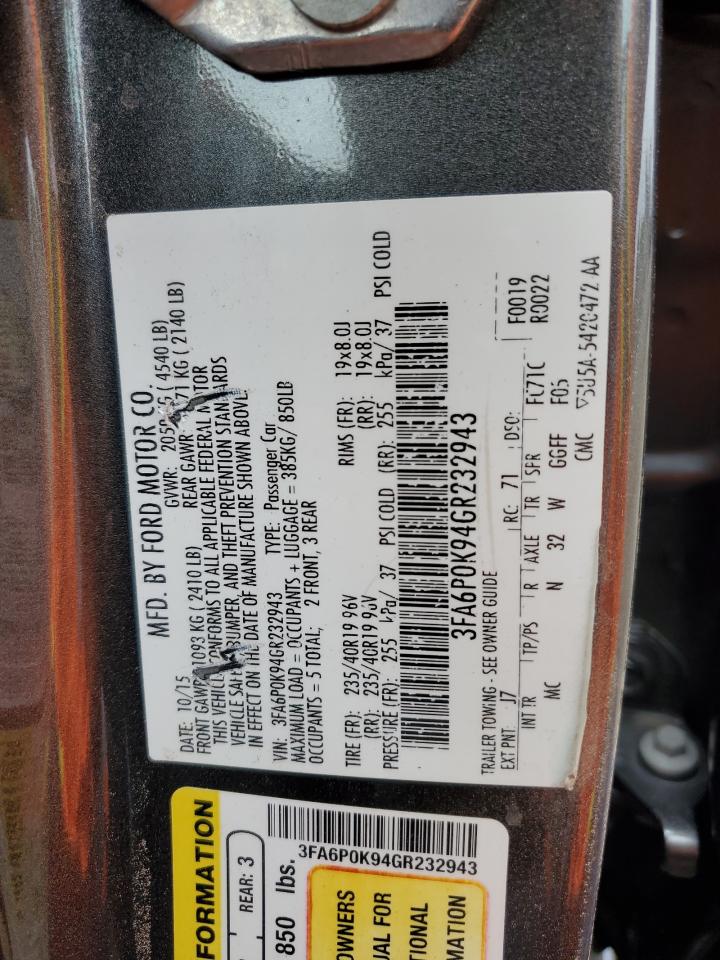 MFD. BY FORD MOTOR CO.
DATE: 10/15 GVWR: ( 4540 LB)
FRONT GAWR: 1093 KG ( 2410 LB) REAR GAWR KG ( 2140 LB)
THIS VEHICLE CONFORMS TO ALL APPLICABLE FEDERAL MOTOR
VEHICLE BUMPER, AND THEFT PREVENTION STANDARDS
IN EFFECT ON THE DATE OF MANUFACTURE SHOWN ABOVE.
VIN: 3FA6P0K94GR232943 TYPE: Passenger Car
MAXIMUM LOAD = OCCUPANTS + LUGGAGE = 385KG/ 850LB
OCCUPANTS = 5 TOTAL; 2 FRONT, 3 REAR
TIRE (FR): 235/40R19 96V RIMS (FR): 19x8.0J
(RR): 235/40R19 96V (RR): 19x8.0J
PRESSURE (FR): 255 kPa/ 37 PSI COLD (RR): 255 kPa/ 37 PSI COLD
3FA6P0K94GR232943
TRAILER TOWING - SEE OWNER GUIDE
EXT PNT: J7 RC: 71 DSO: F0019
INT TR TP/PS R AXLE TR SPR R0022
MC N 32 W GGFF F05
CMC
3FA6P0K94GR232943
FORMATION
REAR: 3
850 lbs.
OWNERS
UAL FOR
TIONAL
MATION